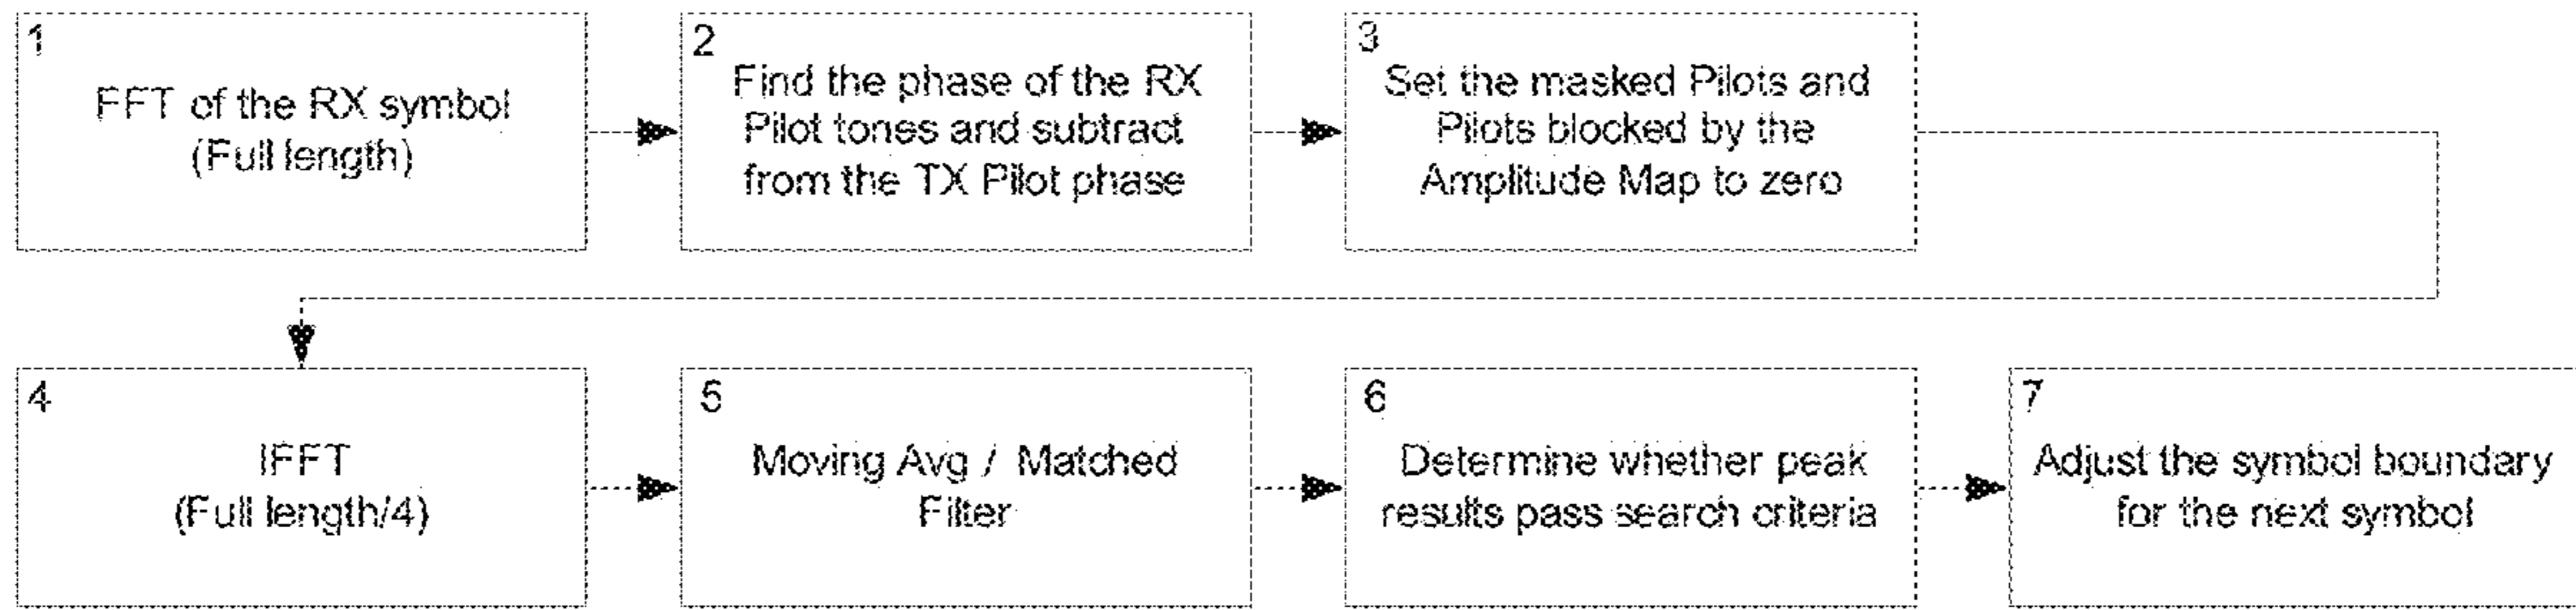 1
FFT of the RX symbol
(Full length)
2
Find the phase of the RX
Pilot tones and subtract
from the TX Pilot phase
3
Set the masked Pilots and
Pilots blocked by the
Amplitude Map to zero
4
IFFT
(Full length/4)
5
Moving Avg / Matched
Filter
6
Determine whether peak
results pass search criteria
7
Adjust the symbol boundary
for the next symbol